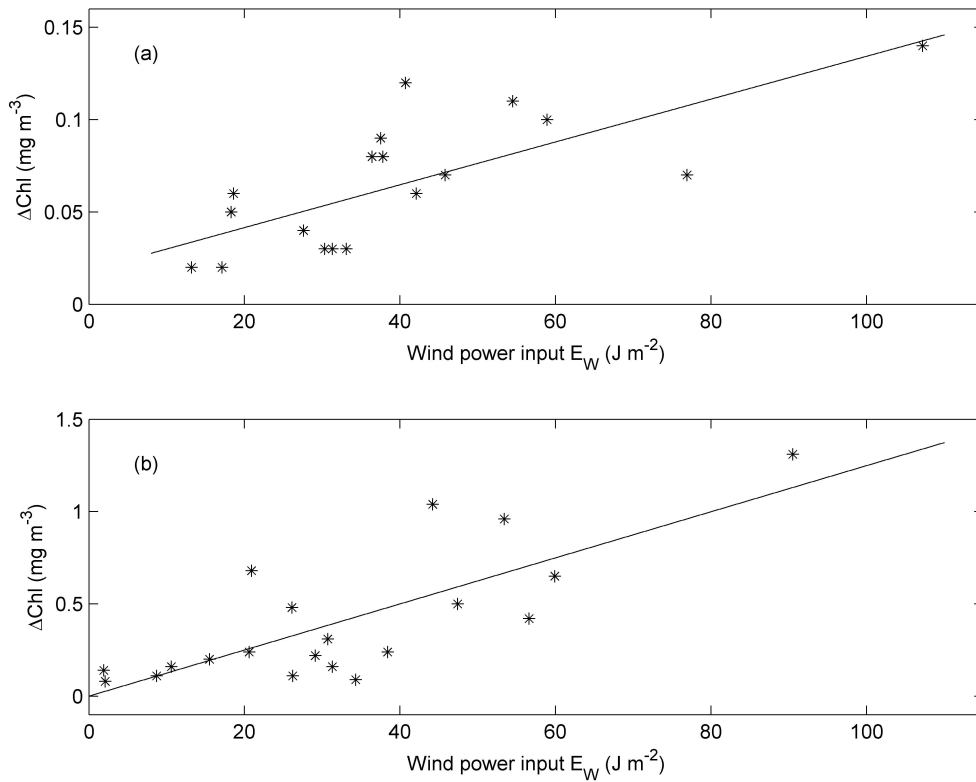 (a)
0.15
0.1
0.05
0
ΔChl (mg m⁻³)
0 20 40 60 80 100
Wind power input E_W (J m⁻²)
(b)
1.5
1
0.5
0
ΔChl (mg m⁻³)
0 20 40 60 80 100
Wind power input E_W (J m⁻²)